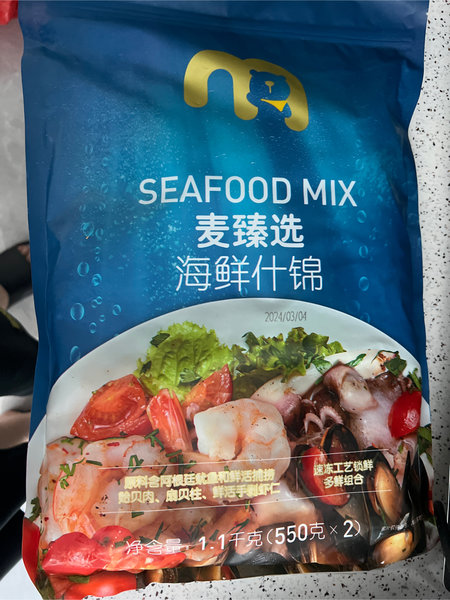 SEAFOOD MIX
麦臻选
海鲜什锦
2024/03/04
原料含阿根廷鱿鱼和鲜活捕捞
贻贝肉、扇贝柱、鲜活手剥虾仁
速冻工艺锁鲜
多鲜组合
净含量: 1.1千克(550克×2)